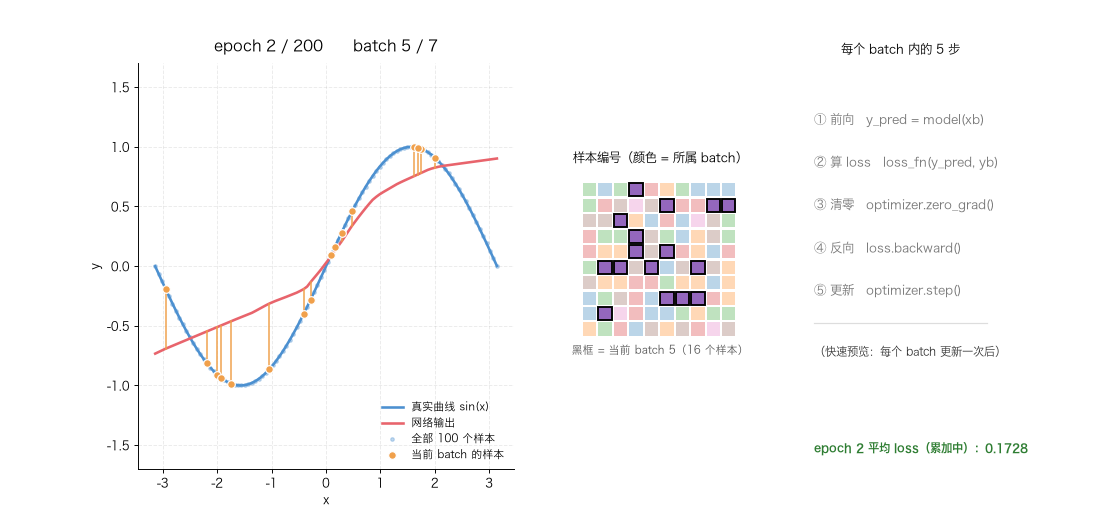 epoch 2 / 200 batch 5 / 7
1.5
1.0
0.5
0.0
-0.5
-1.0
-1.5
y
-3 -2 -1 0 1 2 3
x
真实曲线 sin(x)
网络输出
全部 100 个样本
当前 batch 的样本
样本编号（颜色 = 所属 batch）
黑框 = 当前 batch 5（16 个样本）
每个 batch 内的 5 步
① 前向 y_pred = model(xb)
② 算 loss loss_fn(y_pred, yb)
③ 清零 optimizer.zero_grad()
④ 反向 loss.backward()
⑤ 更新 optimizer.step()
（快速预览：每个 batch 更新一次后）
epoch 2 平均 loss（累加中）：0.1728